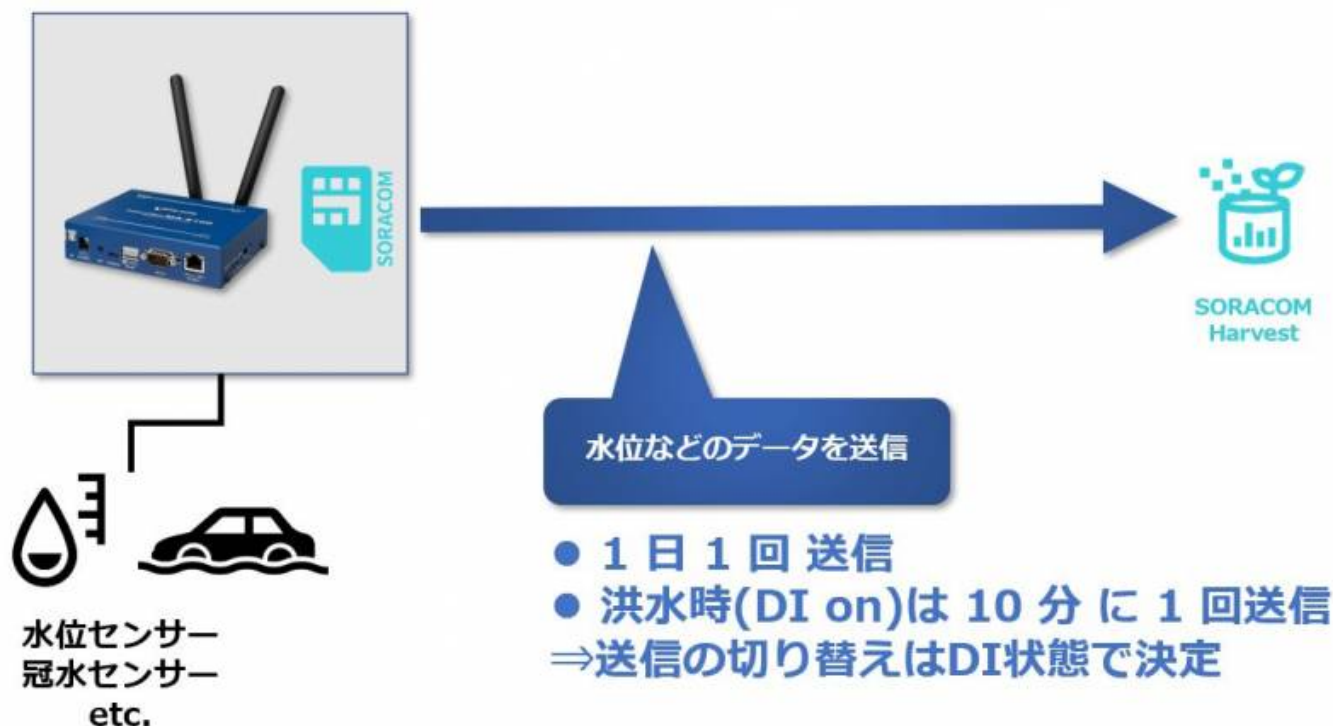 SORACOM
SORACOM
Harvest
水位などのデータを送信
● 1 日 1 回 送信
● 洪水時(DI on)は 10 分 に 1 回送信
⇒送信の切り替えはDI状態で決定
水位センサー
冠水センサー
etc.